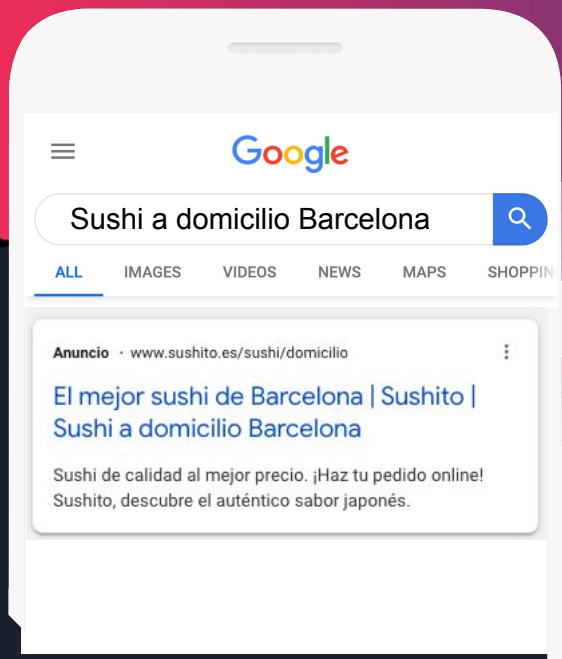 Google
Sushi a domicilio Barcelona
ALL IMAGES VIDEOS NEWS MAPS SHOPPIN
Anuncio · www.sushito.es/sushi/domicilio
El mejor sushi de Barcelona | Sushito |
Sushi a domicilio Barcelona
Sushi de calidad al mejor precio. ¡Haz tu pedido online!
Sushito, descubre el auténtico sabor japonés.